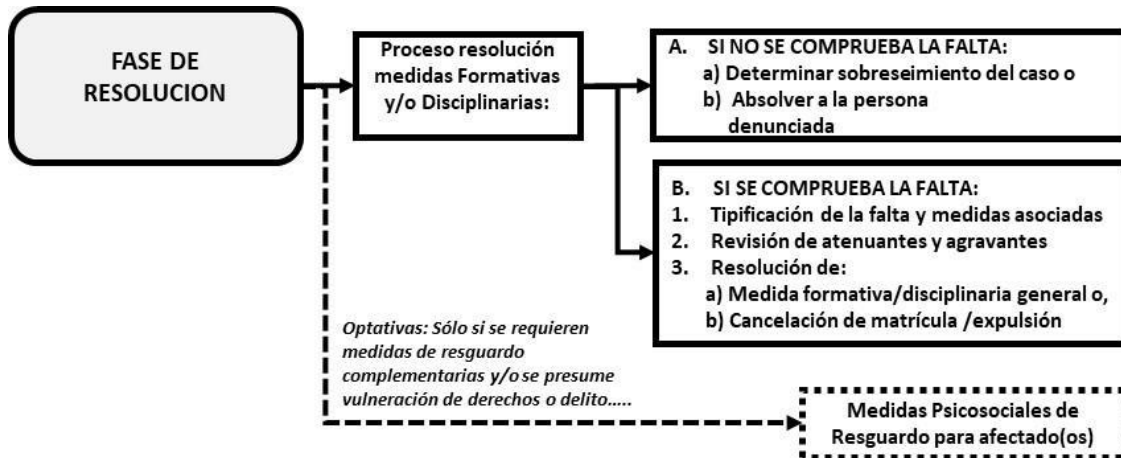 FASE DE
RESOLUCION
Proceso resolución
medidas Formativas
y/o Disciplinarias:
A. SI NO SE COMPRUEBA LA FALTA:
a) Determinar sobreseimiento del caso o
b) Absolver a la persona
denunciada
B. SI SE COMPRUEBA LA FALTA:
1. Tipificación de la falta y medidas asociadas
2. Revisión de atenuantes y agravantes
3. Resolución de:
a) Medida formativa/disciplinaria general o,
b) Cancelación de matrícula /expulsión
Optativas: Sólo si se requieren
medidas de resguardo
complementarias y/o se presume
vulneración de derechos o delito.....
Medidas Psicosociales de
Resguardo para afectado(os)